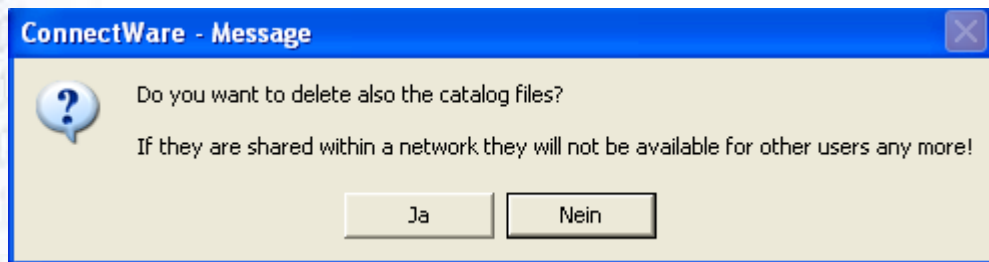 ConnectWare - Message
Do you want to delete also the catalog files?
If they are shared within a network they will not be available for other users any more!
Ja
Nein